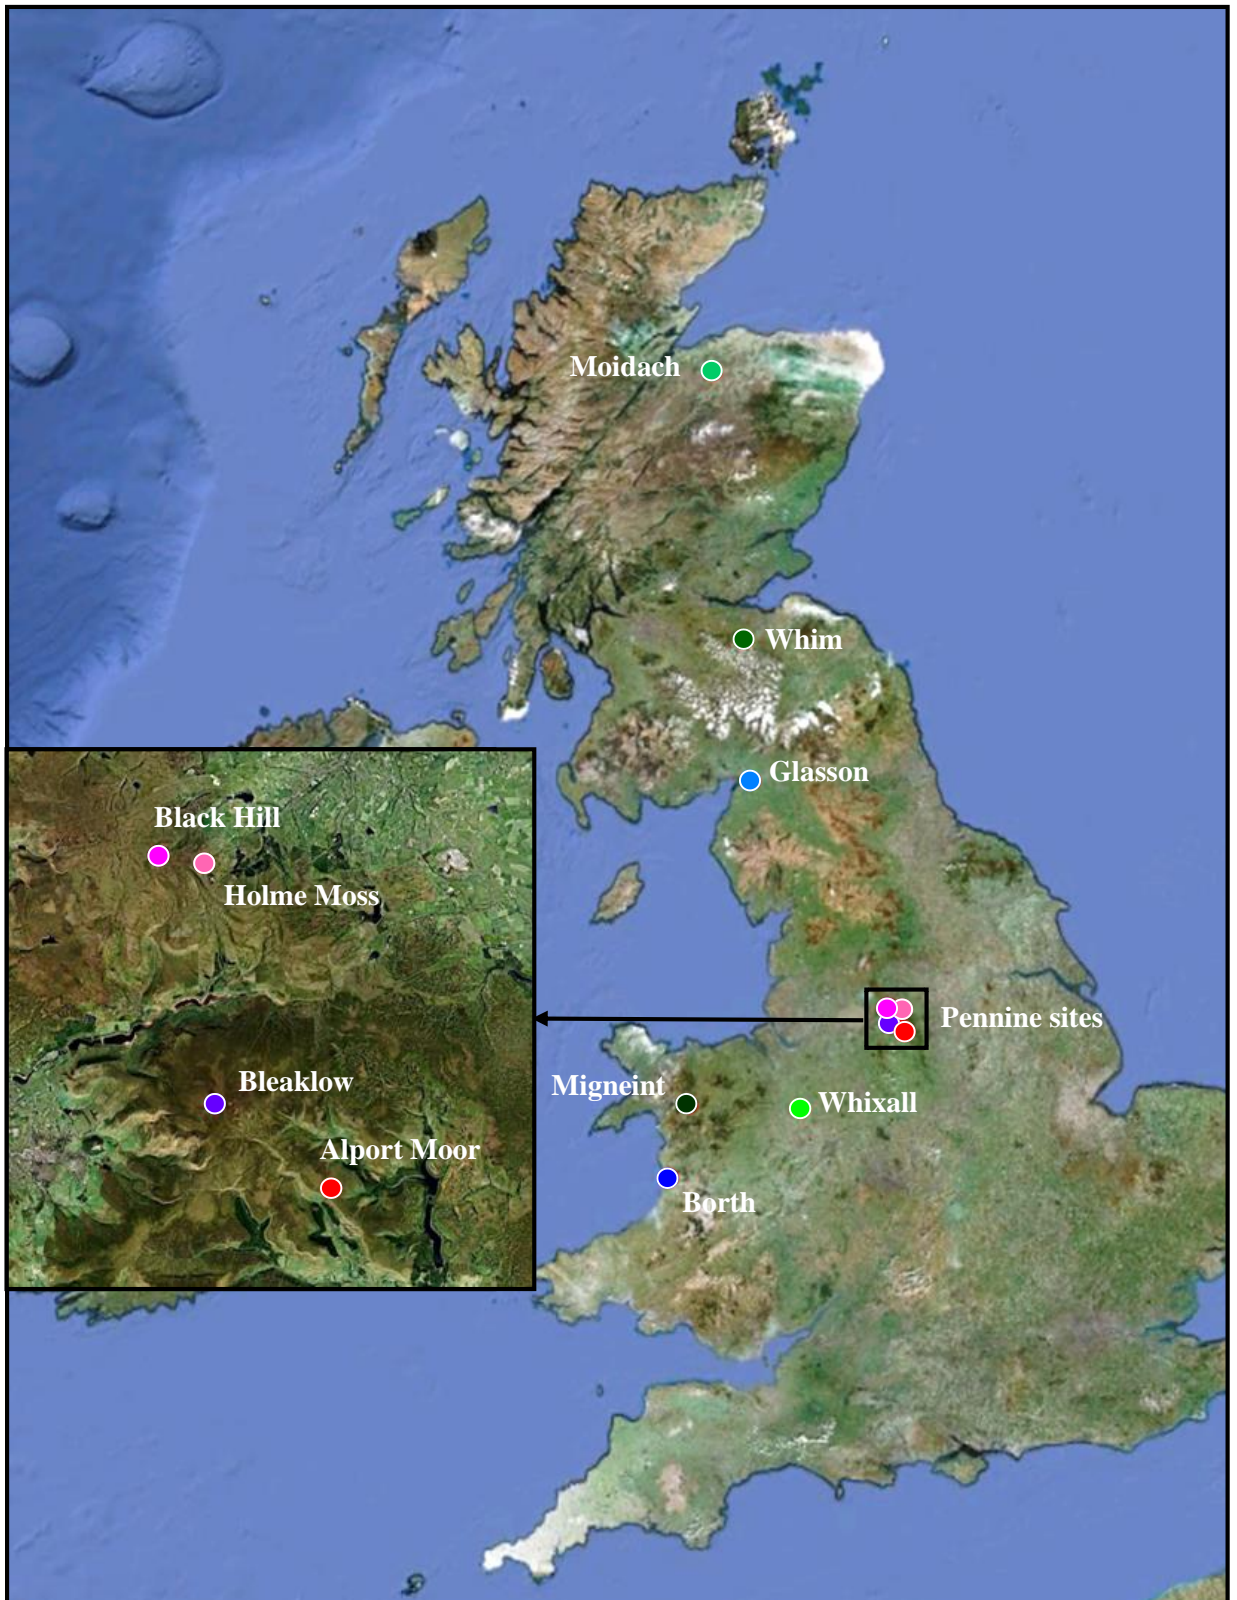 Moidach
Whim
Glasson
Black Hill
Holme Moss
Pennine sites
Bleaklow
Migneint
Whixall
Alport Moor
Borth